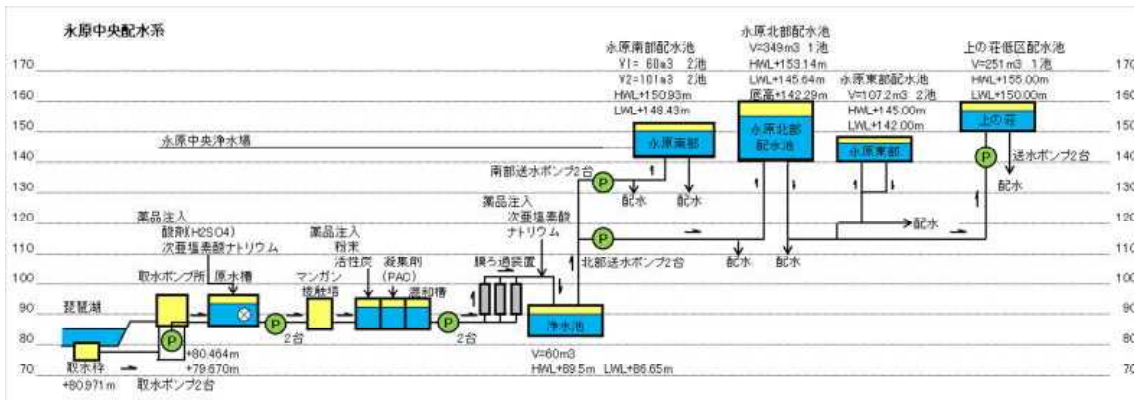 永原中央配水系
永原南部配水池
V1= 60m3 2池
V2=101m3 2池
HWL+150.93m
LWL+148.43m
永原北部配水池
V=349m3 1池
HWL+153.14m
LWL+145.64m
底高+142.29m
永原東部配水池
V=107.2m3 2池
HWL+145.00m
LWL+142.00m
上の荘低区配水池
V=251m3 1池
HWL+155.00m
LWL+150.00m
170
170
160
160
150
150
140
140
130
130
120
120
110
110
100
100
90
90
80
80
70
70
永原中央浄水場
永原南部
永原北部
配水池
永原東部
上の荘
P
送水ポンプ2台
南部送水ポンプ2台
P
配水
配水
配水
配水
薬品注入
酸剤(H2SO4)
次亜塩素酸ナトリウム
薬品注入
粉末
活性炭
凝集剤
(PAC)
薬品注入
次亜塩素酸
ナトリウム
P
北部送水ポンプ2台
配水
配水
取水ポンプ所
原水槽
マンガン
接触塔
混和槽
膜ろ過装置
琵琶湖
P
P
2台
P
2台
浄水池
取水枠
+80.971m
取水ポンプ2台
+80.464m
+79.670m
V=60m3
HWL+89.5m LWL+86.65m